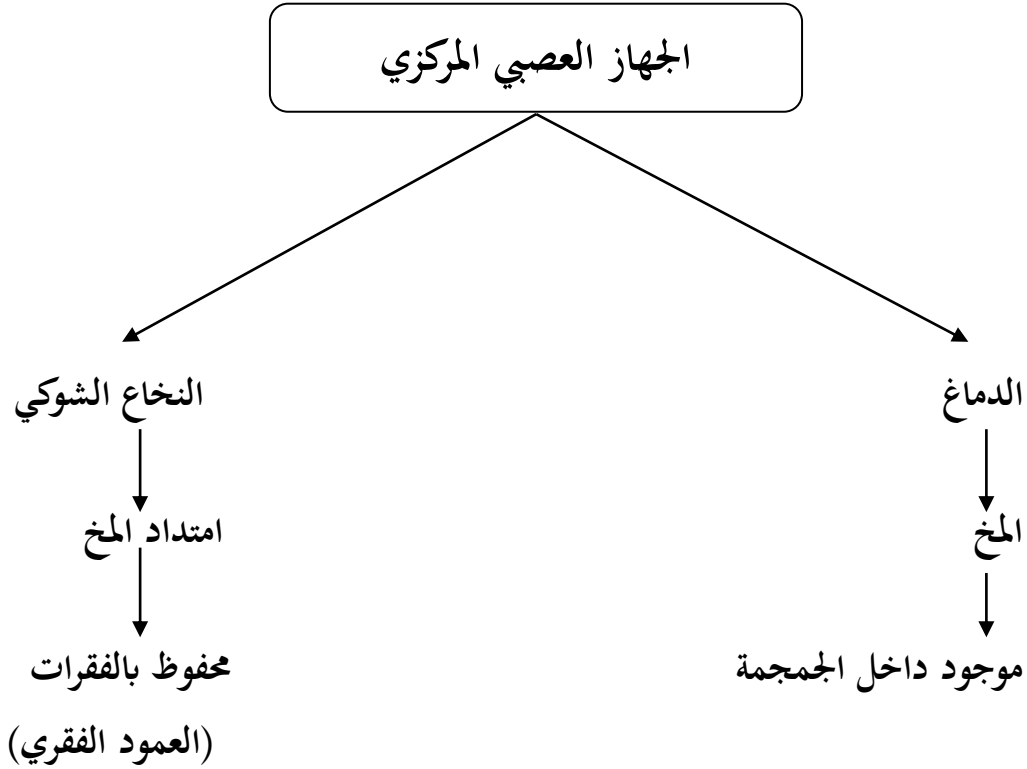 الجهاز العصبي المركزي
الدماغ
النخاع الشوكي
المخ
امتداد المخ
موجود داخل الجمجمة
محفوظ بالفقرات
(العمود الفقري)